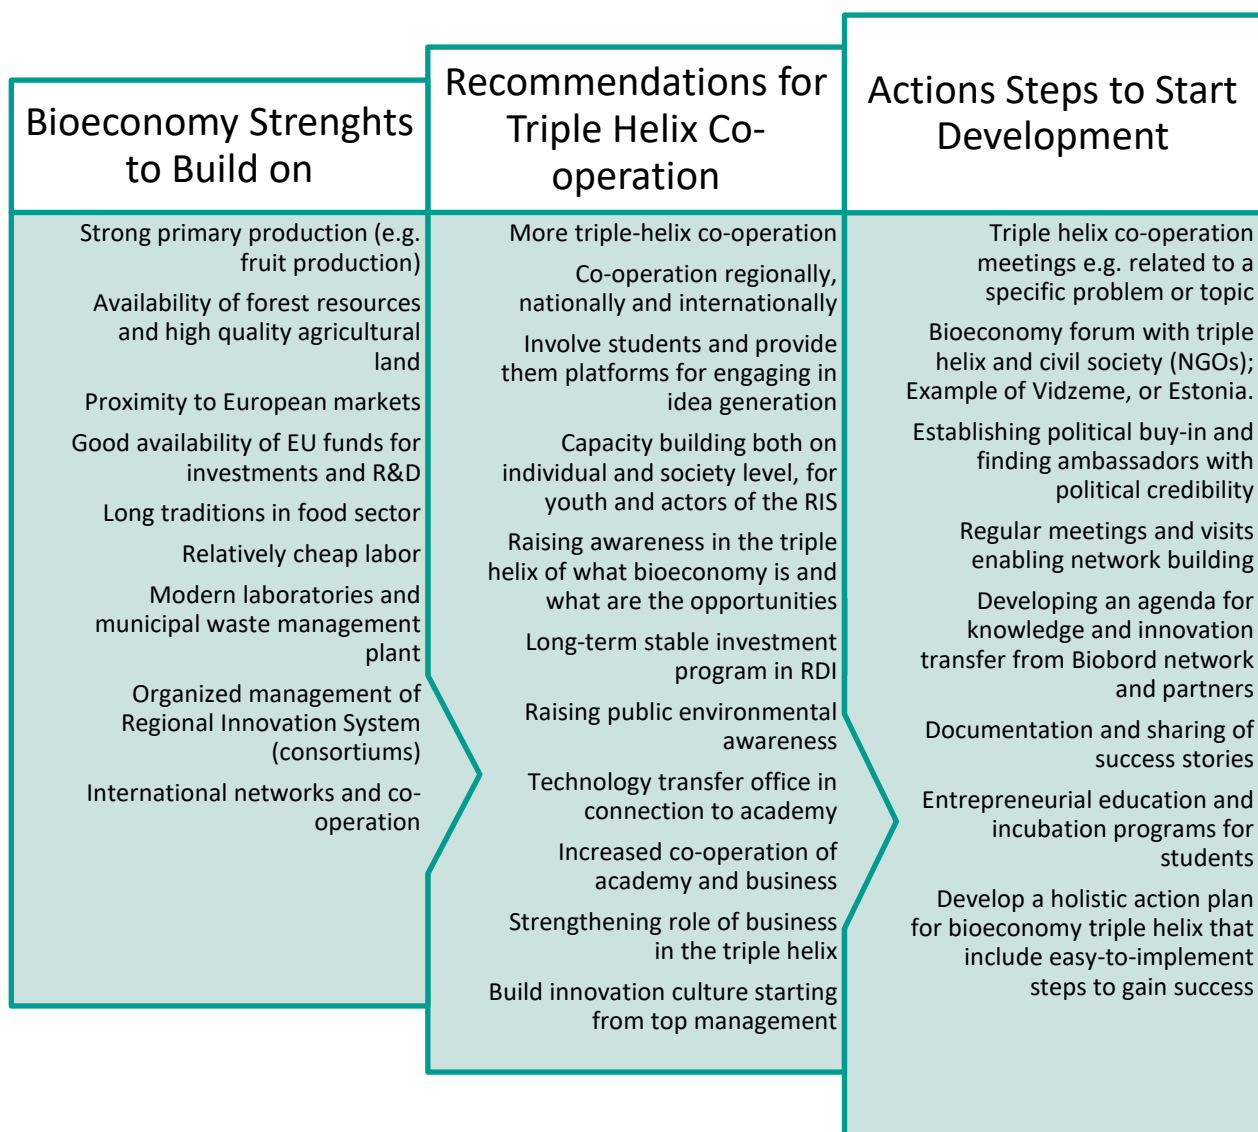 Bioeconomy Strenghts
to Build on
Strong primary production (e.g.
fruit production)
Availability of forest resources
and high quality agricultural
land
Proximity to European markets
Good availability of EU funds for
investments and R&D
Long traditions in food sector
Relatively cheap labor
Modern laboratories and
municipal waste management
plant
Organized management of
Regional Innovation System
(consortiums)
International networks and co-
operation
Recommendations for
Triple Helix Co-
operation
More triple-helix co-operation
Co-operation regionally,
nationally and internationally
Involve students and provide
them platforms for engaging in
idea generation
Capacity building both on
individual and society level, for
youth and actors of the RIS
Raising awareness in the triple
helix of what bioeconomy is and
what are the opportunities
Long-term stable investment
program in RDI
Raising public environmental
awareness
Technology transfer office in
connection to academy
Increased co-operation of
academy and business
Strengthening role of business
in the triple helix
Build innovation culture starting
from top management
Actions Steps to Start
Development
Triple helix co-operation
meetings e.g. related to a
specific problem or topic
Bioeconomy forum with triple
helix and civil society (NGOs);
Example of Vidzeme, or Estonia.
Establishing political buy-in and
finding ambassadors with
political credibility
Regular meetings and visits
enabling network building
Developing an agenda for
knowledge and innovation
transfer from Biobord network
and partners
Documentation and sharing of
success stories
Entrepreneurial education and
incubation programs for
students
Develop a holistic action plan
for bioeconomy triple helix that
include easy-to-implement
steps to gain success